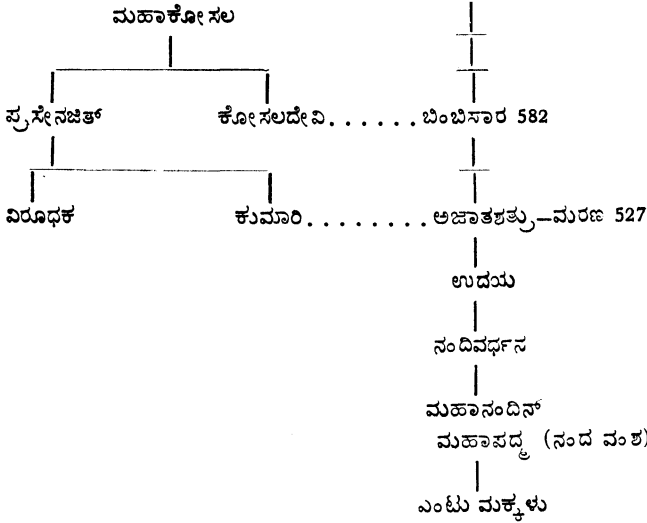 ಮಹಾಕೋಸಲ
ಪ್ರಸೇನಜಿತ್ ಕೋಸಲದೇವಿ......ಬಿಂಬಿಸಾರ 582
ವಿರೂಧಕ ಕುಮಾರಿ........ಅಜಾತಶತ್ರು—ಮರಣ 527
ಉದಯ
ನಂದಿವರ್ಧನ
ಮಹಾನಂದಿನ್
ಮಹಾಪದ್ಮ (ನಂದ ವಂಶ)
ಎಂಟು ಮಕ್ಕಳು